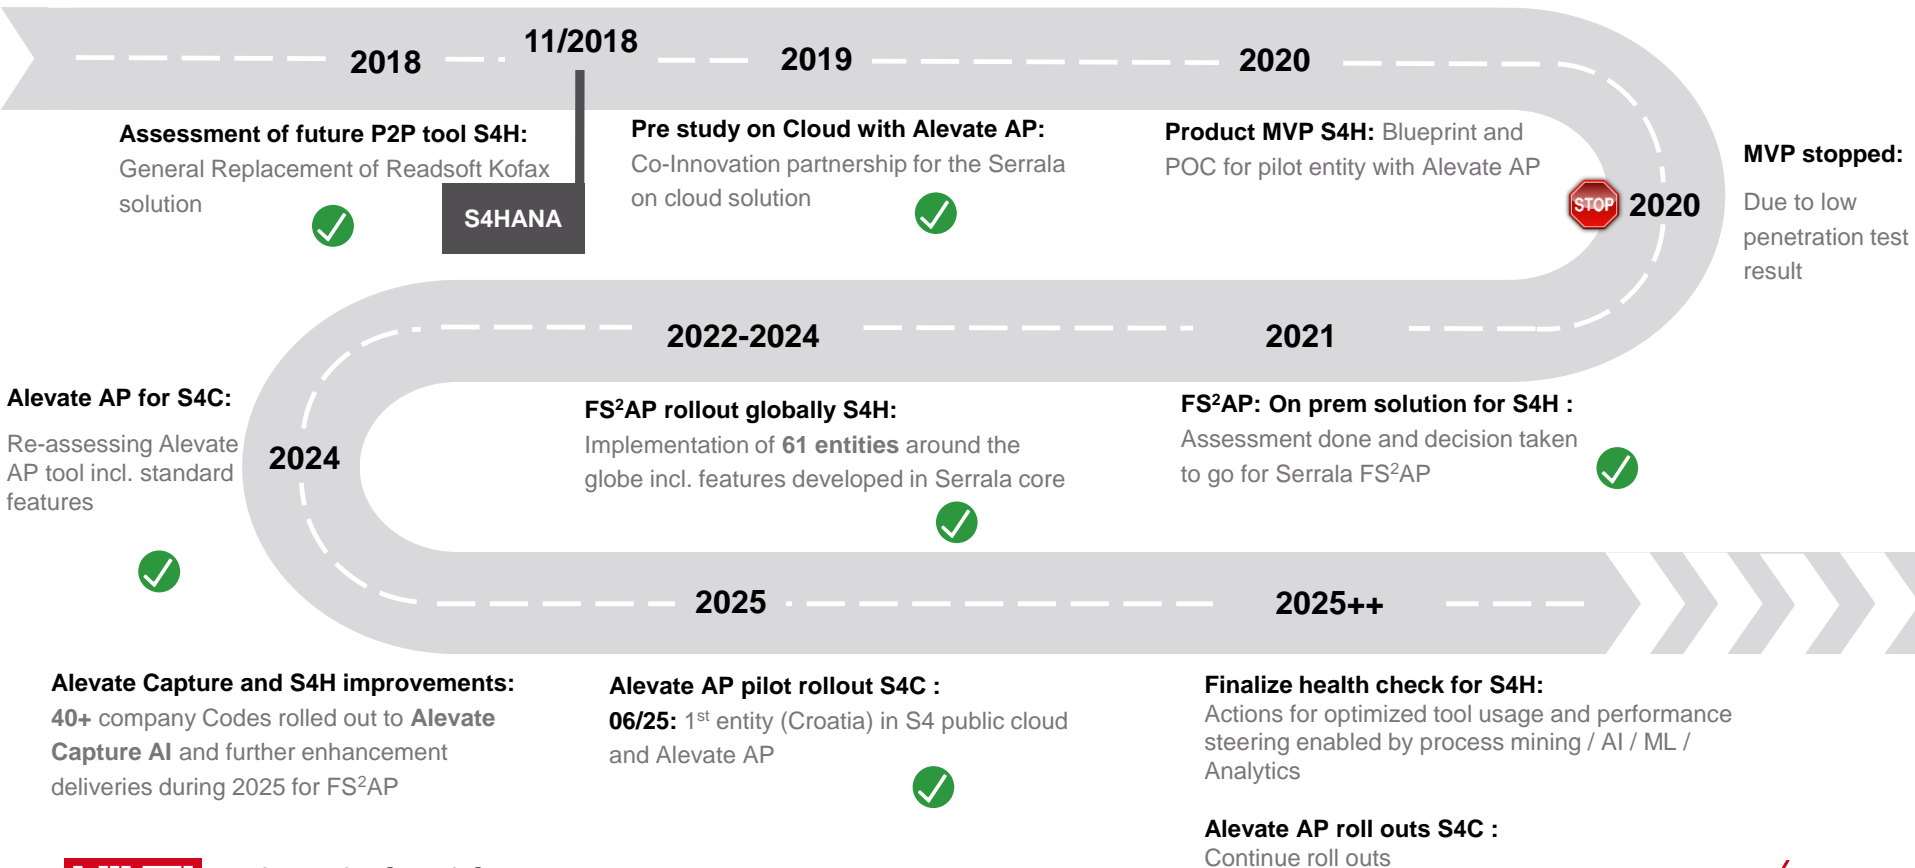 2018
11/2018
2019
2020
Assessment of future P2P tool S4H:
General Replacement of Readsoft Kofax
solution
S4HANA
Pre study on Cloud with Alevate AP:
Co-Innovation partnership for the Serrala
on cloud solution
Product MVP S4H: Blueprint and
POC for pilot entity with Alevate AP
STOP
2020
MVP stopped:
Due to low
penetration test
result
2021
2022-2024
FS²AP: On prem solution for S4H :
Assessment done and decision taken
to go for Serrala FS²AP
FS²AP rollout globally S4H:
Implementation of 61 entities around the
globe incl. features developed in Serrala core
2024
Alevate AP for S4C:
Re-assessing Alevate
AP tool incl. standard
features
2025
2025++
Alevate Capture and S4H improvements:
40+ company Codes rolled out to Alevate
Capture AI and further enhancement
deliveries during 2025 for FS²AP
Alevate AP pilot rollout S4C :
06/25: 1st entity (Croatia) in S4 public cloud
and Alevate AP
Finalize health check for S4H:
Actions for optimized tool usage and performance
steering enabled by process mining / AI / ML /
Analytics
Alevate AP roll outs S4C :
Continue roll outs